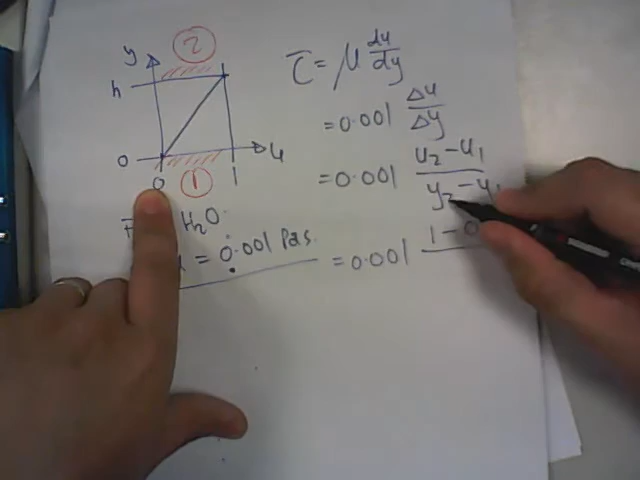 y
②
h
0
u
①
0
1
H₂O
= 0.001 Pas.
τ = μ du/dy
= 0.001 Δu/Δy
= 0.001 (u₂ - u₁)/(y₂ - y₁)
= 0.001 1 - 0